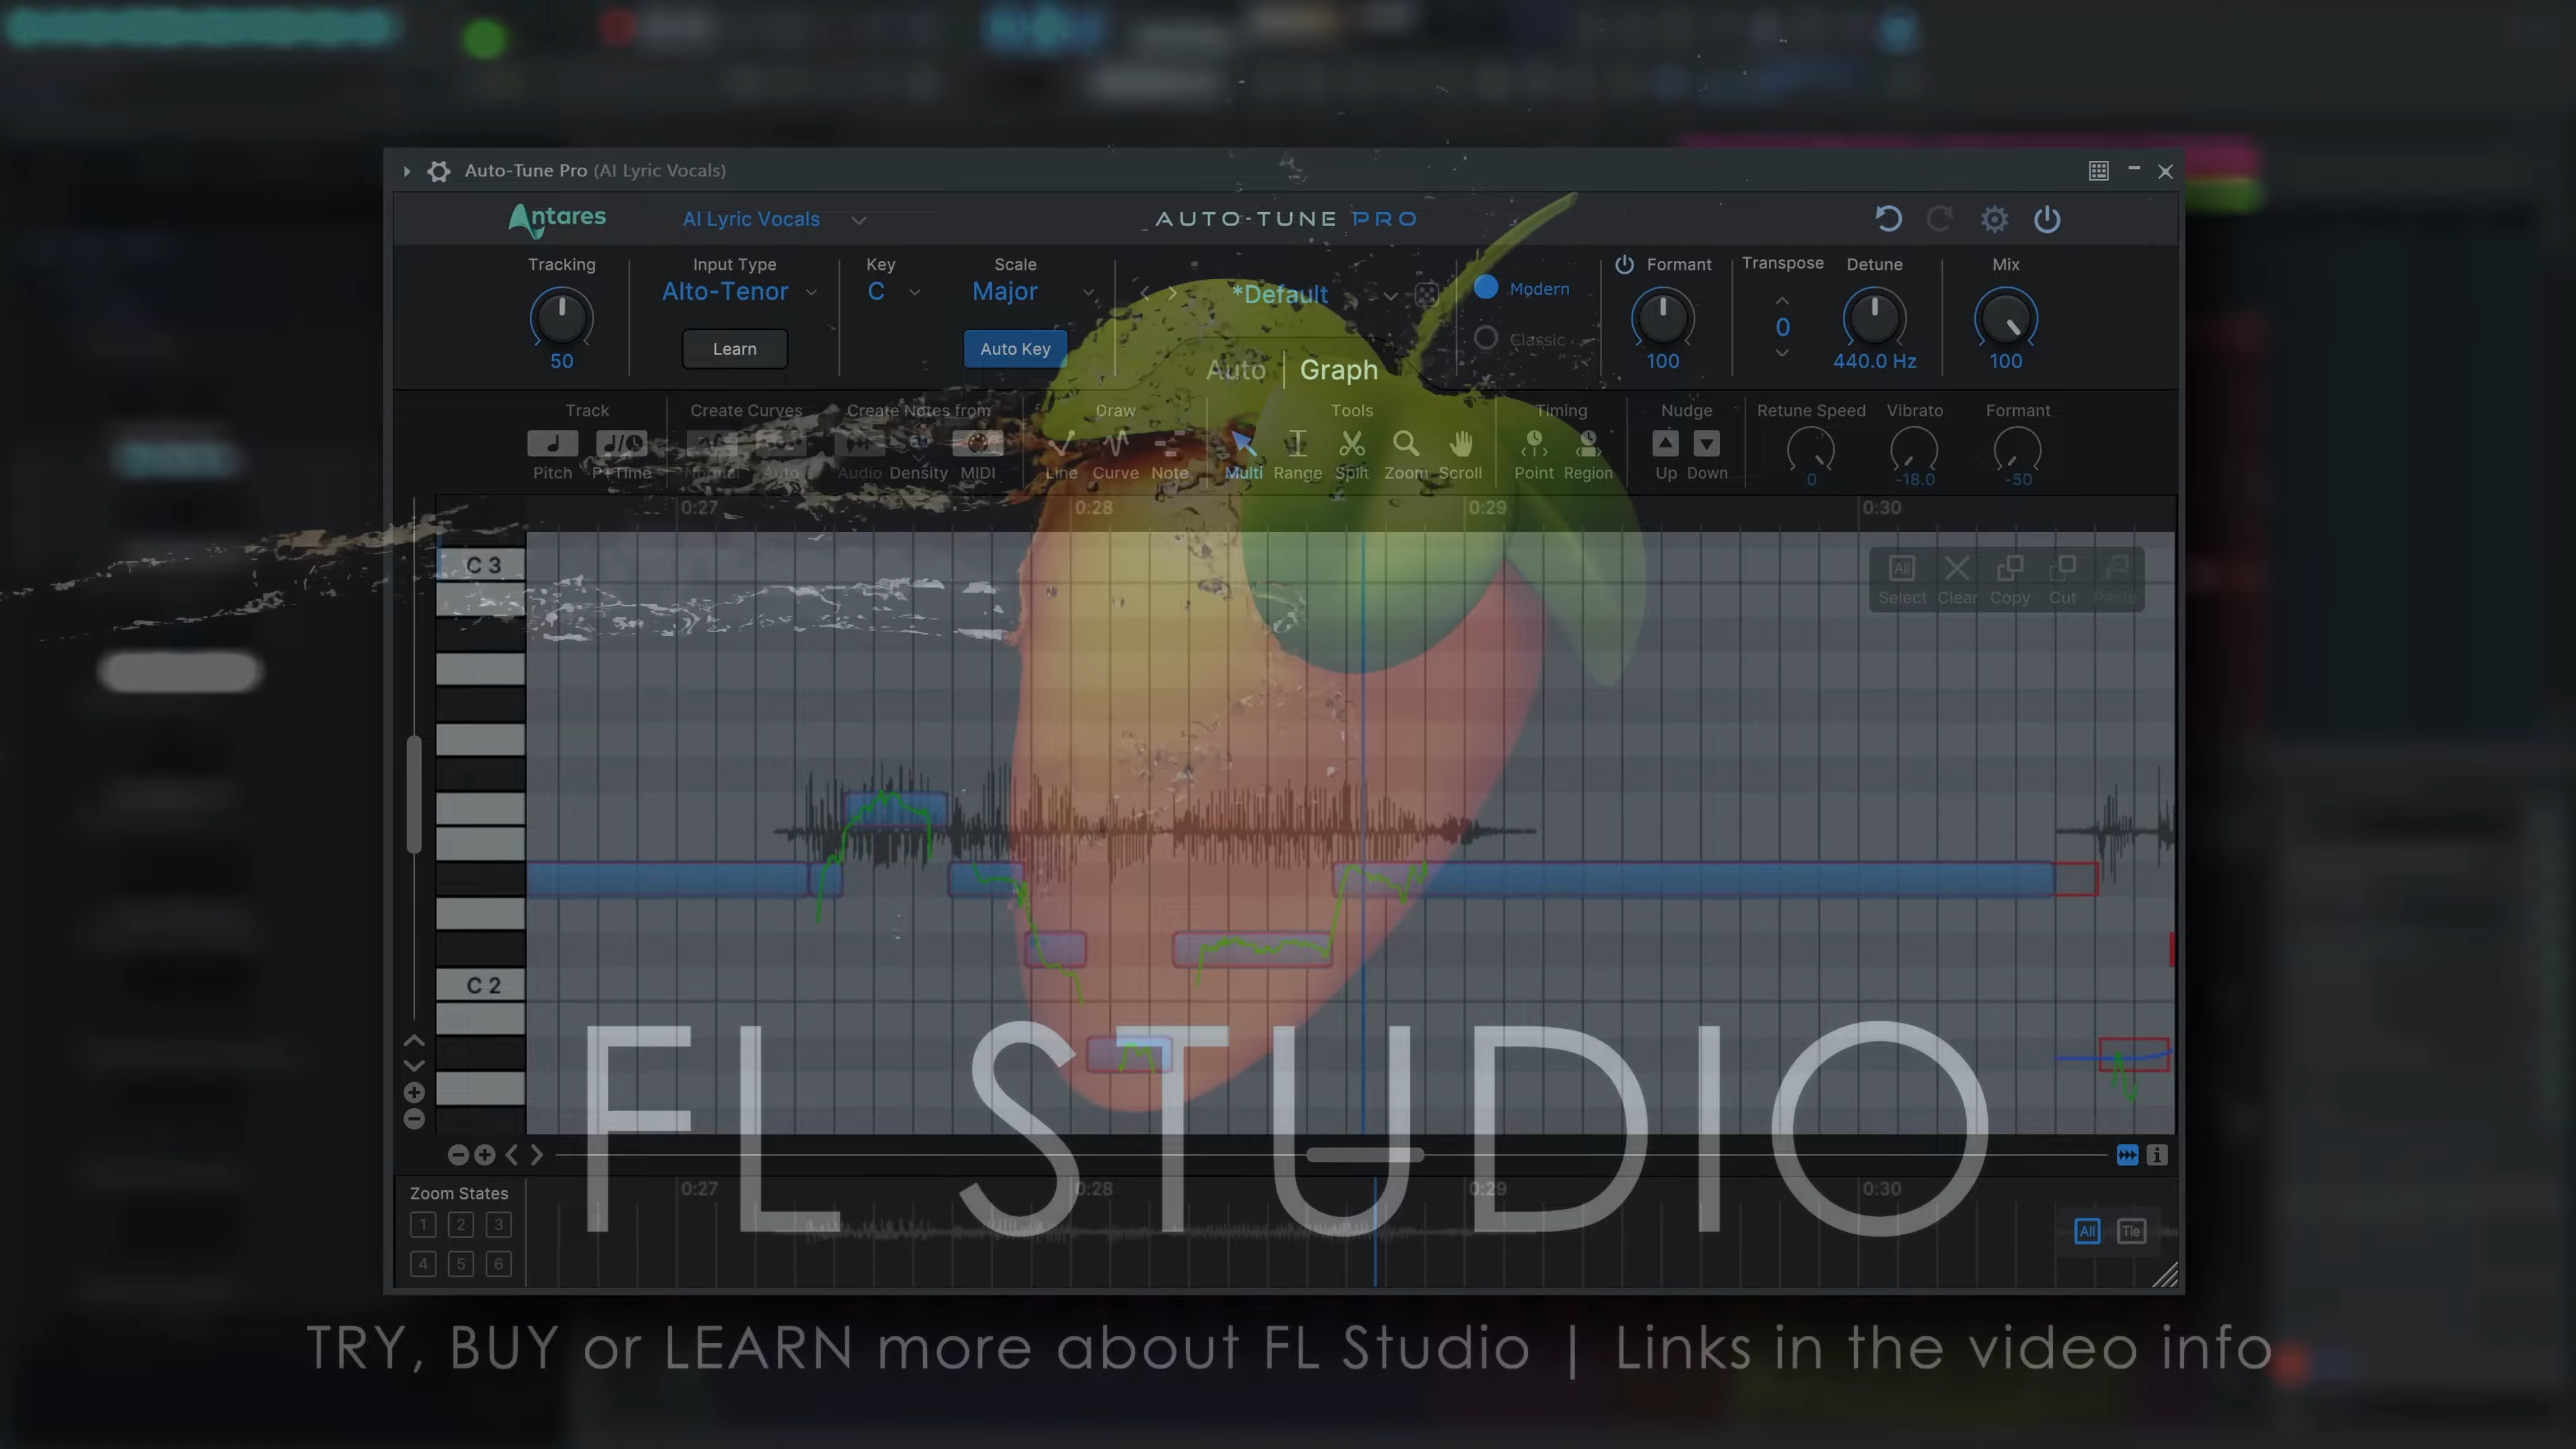 Auto-Tune Pro (AI Lyric Vocals)
Antares AI Lyric Vocals AUTO-TUNE PRO
Tracking Input Type Key Scale Formant Transpose Detune Mix
Alto-Tenor C Major *Default Modern
0
Learn Auto Key Classic
50 100 440.0 Hz 100
Auto Graph
Track Create Curves Create Notes from Draw Tools Timing Nudge Retune Speed Vibrato Formant
Pitch P+Time Normal Auto Audio Density MIDI Line Curve Note Multi Range Split Zoom Scroll Point Region Up Down
0 -18.0 -50
0:27 0:28 0:29 0:30
C 3
All
Select Clear Copy Cut Paste
C 2
FL STUDIO
Zoom States 0:27 0:28 0:29 0:30
1 2 3
All Tie
4 5 6
TRY, BUY or LEARN more about FL Studio | Links in the video info